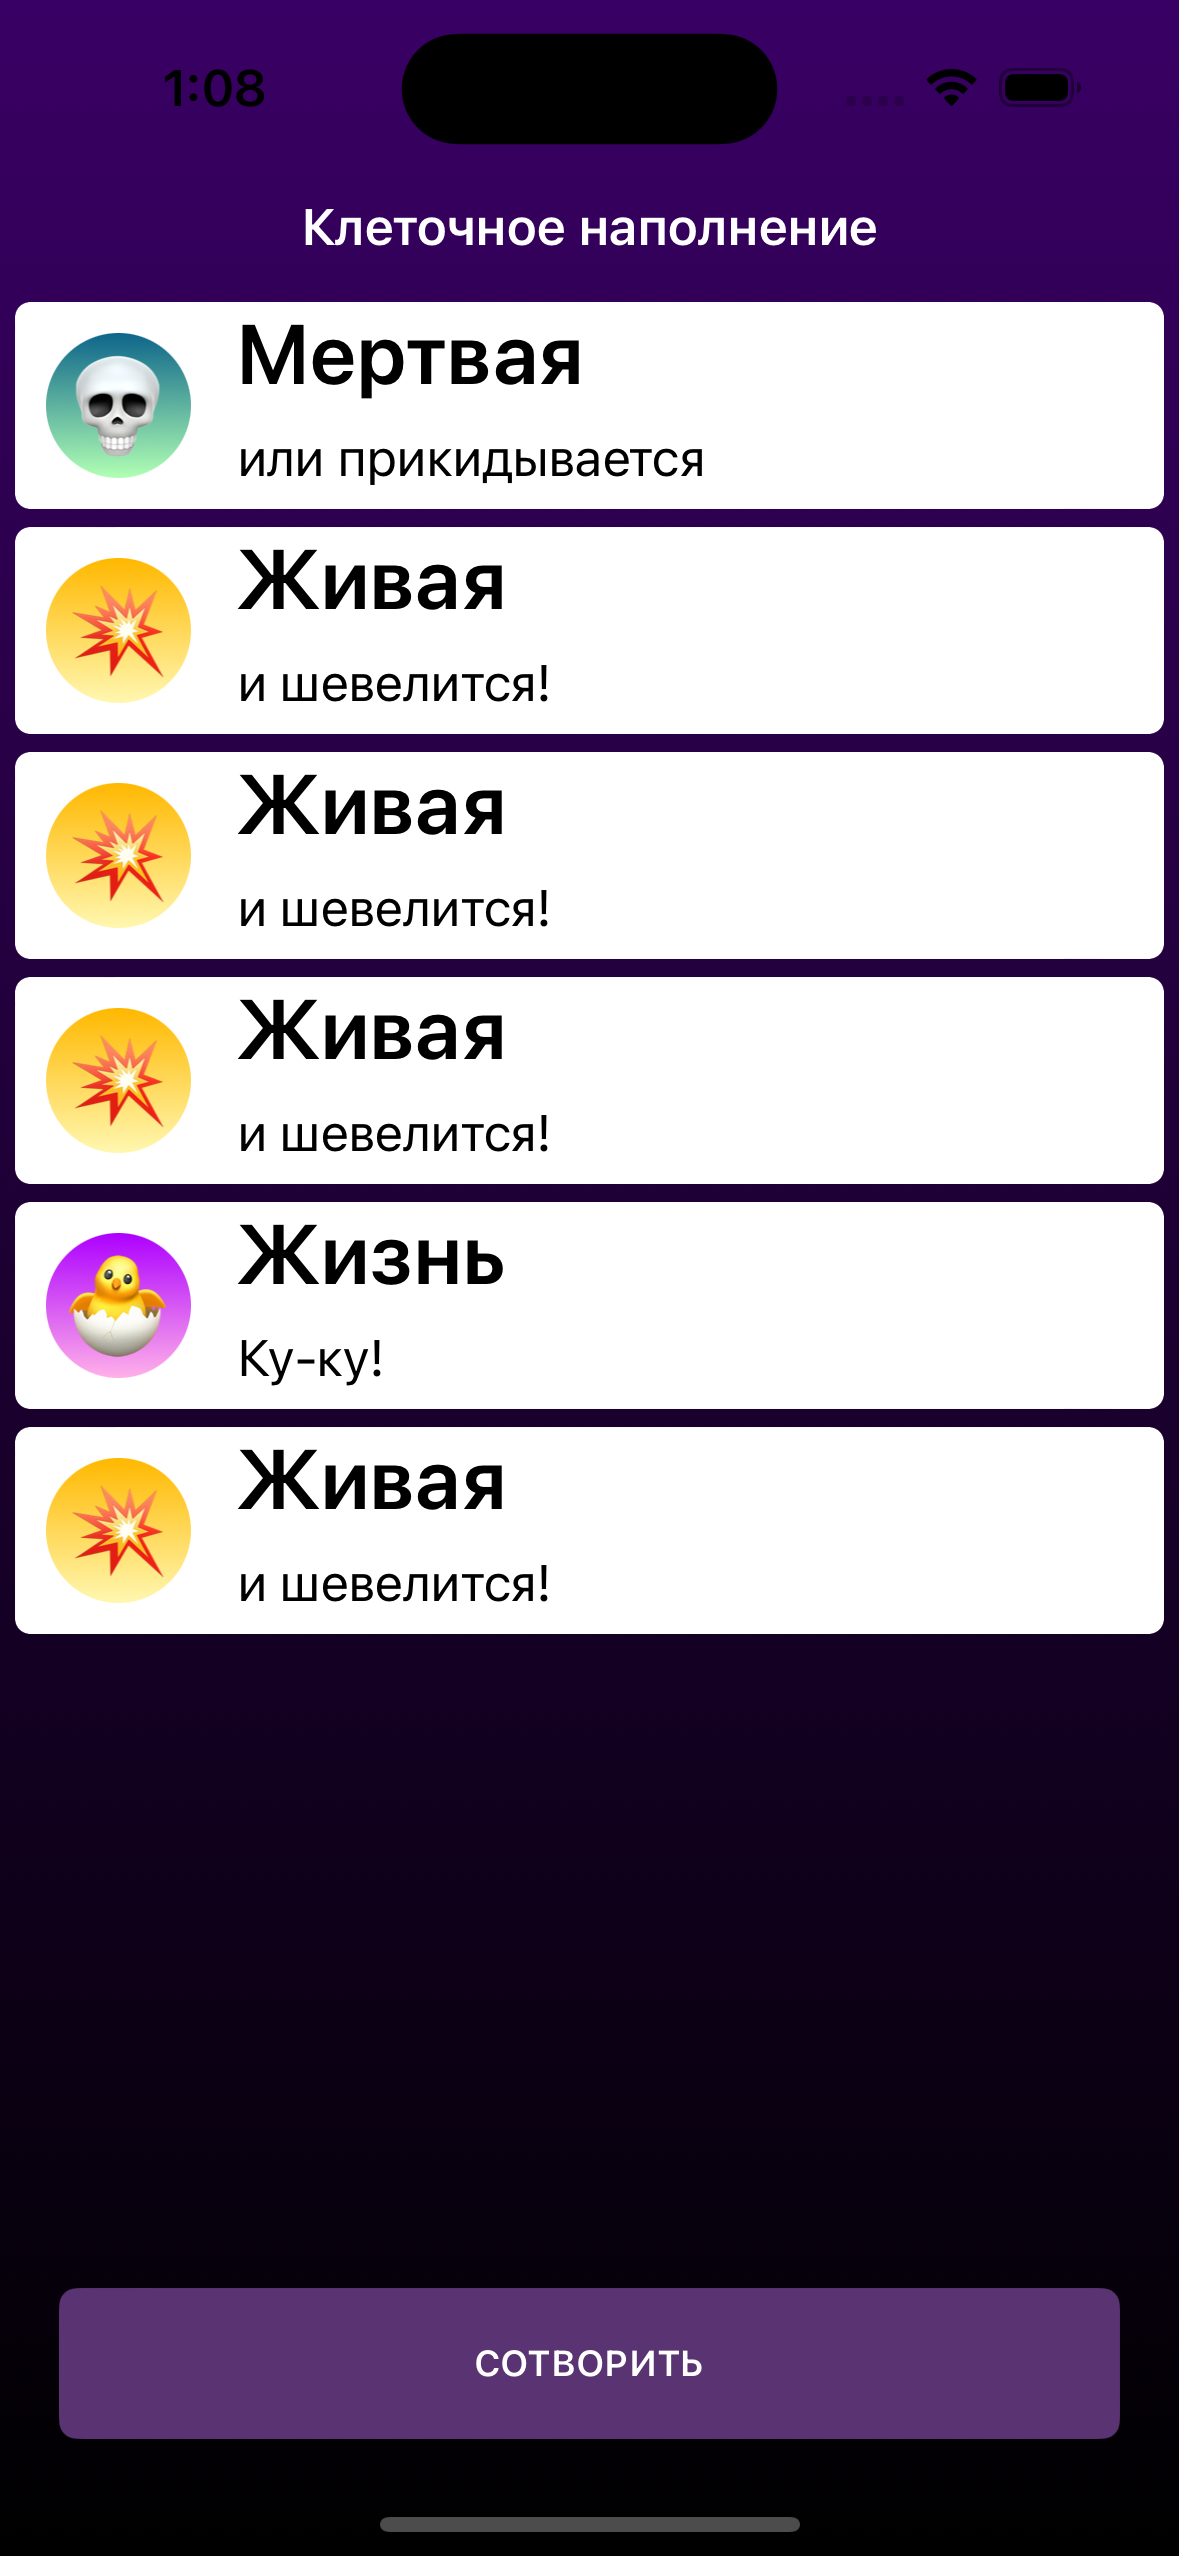 1:08
Клеточное наполнение
Мертвая
или прикидывается
Живая
и шевелится!
Живая
и шевелится!
Живая
и шевелится!
Жизнь
Ку-ку!
Живая
и шевелится!
СОТВОРИТЬ